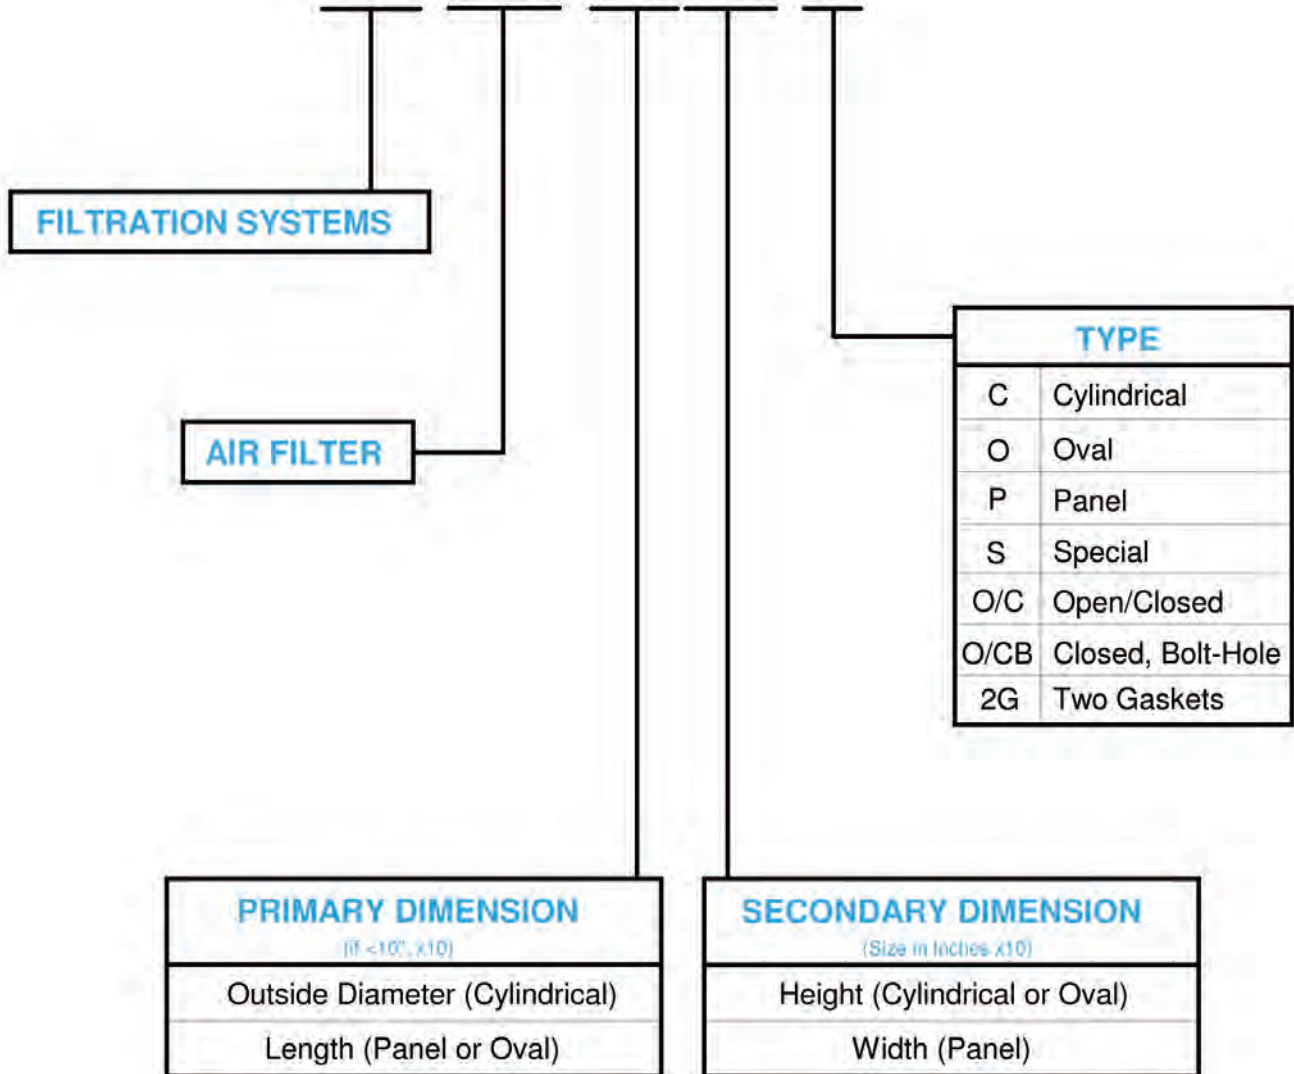 FILTRATION SYSTEMS
AIR FILTER
TYPE
C Cylindrical
O Oval
P Panel
S Special
O/C Open/Closed
O/CB Closed, Bolt-Hole
2G Two Gaskets
PRIMARY DIMENSION
(if <10", x10)
Outside Diameter (Cylindrical)
Length (Panel or Oval)
SECONDARY DIMENSION
(Size in Inches x10)
Height (Cylindrical or Oval)
Width (Panel)